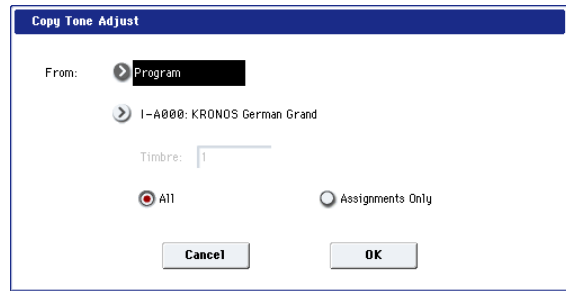 Copy Tone Adjust
From: Program
I-A000: KRONOS German Grand
Timbre: 1
All Assignments Only
Cancel OK